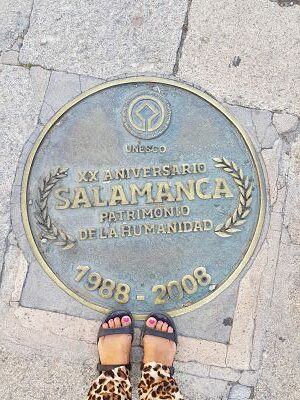 UNESCO
XX ANIVERSARIO
SALAMANCA
PATRIMONIO
DE LA HUMANIDAD
1988 - 2008